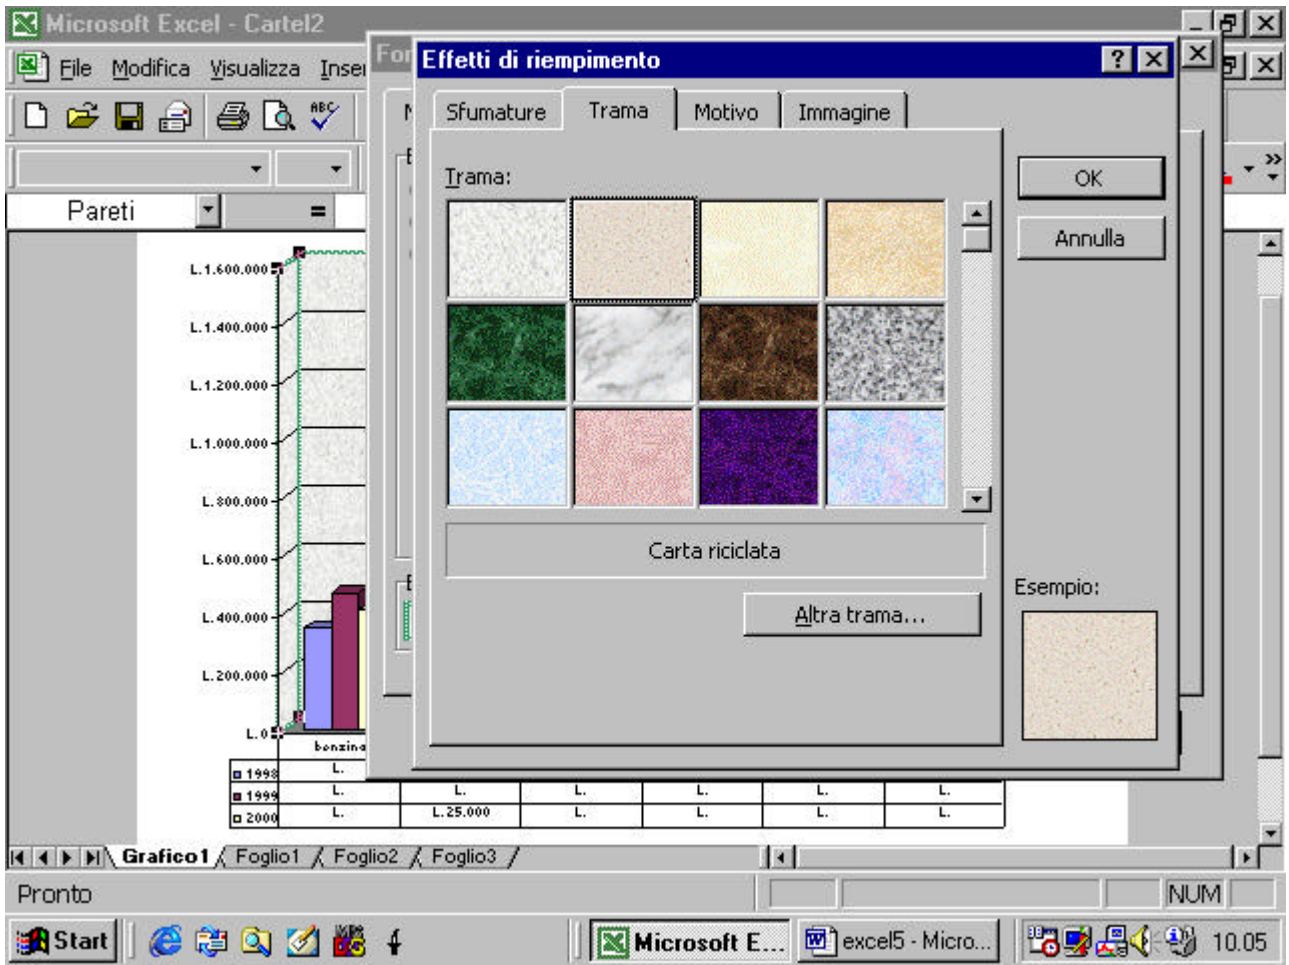 Microsoft Excel - Cartel2
File Modifica Visualizza Inser
Effetti di riempimento
Sfumature Trama Motivo Immagine
Trama:
OK
Annulla
Pareti =
L.1.600.000
L.1.400.000
L.1.200.000
L.1.000.000
L.800.000
L.600.000
L.400.000
L.200.000
L.0
Carta riciclata
Altra trama...
Esempio:
benzina
1998 L.
1999 L. L. L. L. L. L.
2000 L. L.25.000 L. L. L. L.
Grafico1 Foglio1 Foglio2 Foglio3
Pronto NUM
Start Microsoft E... excel5 - Micro... 10.05